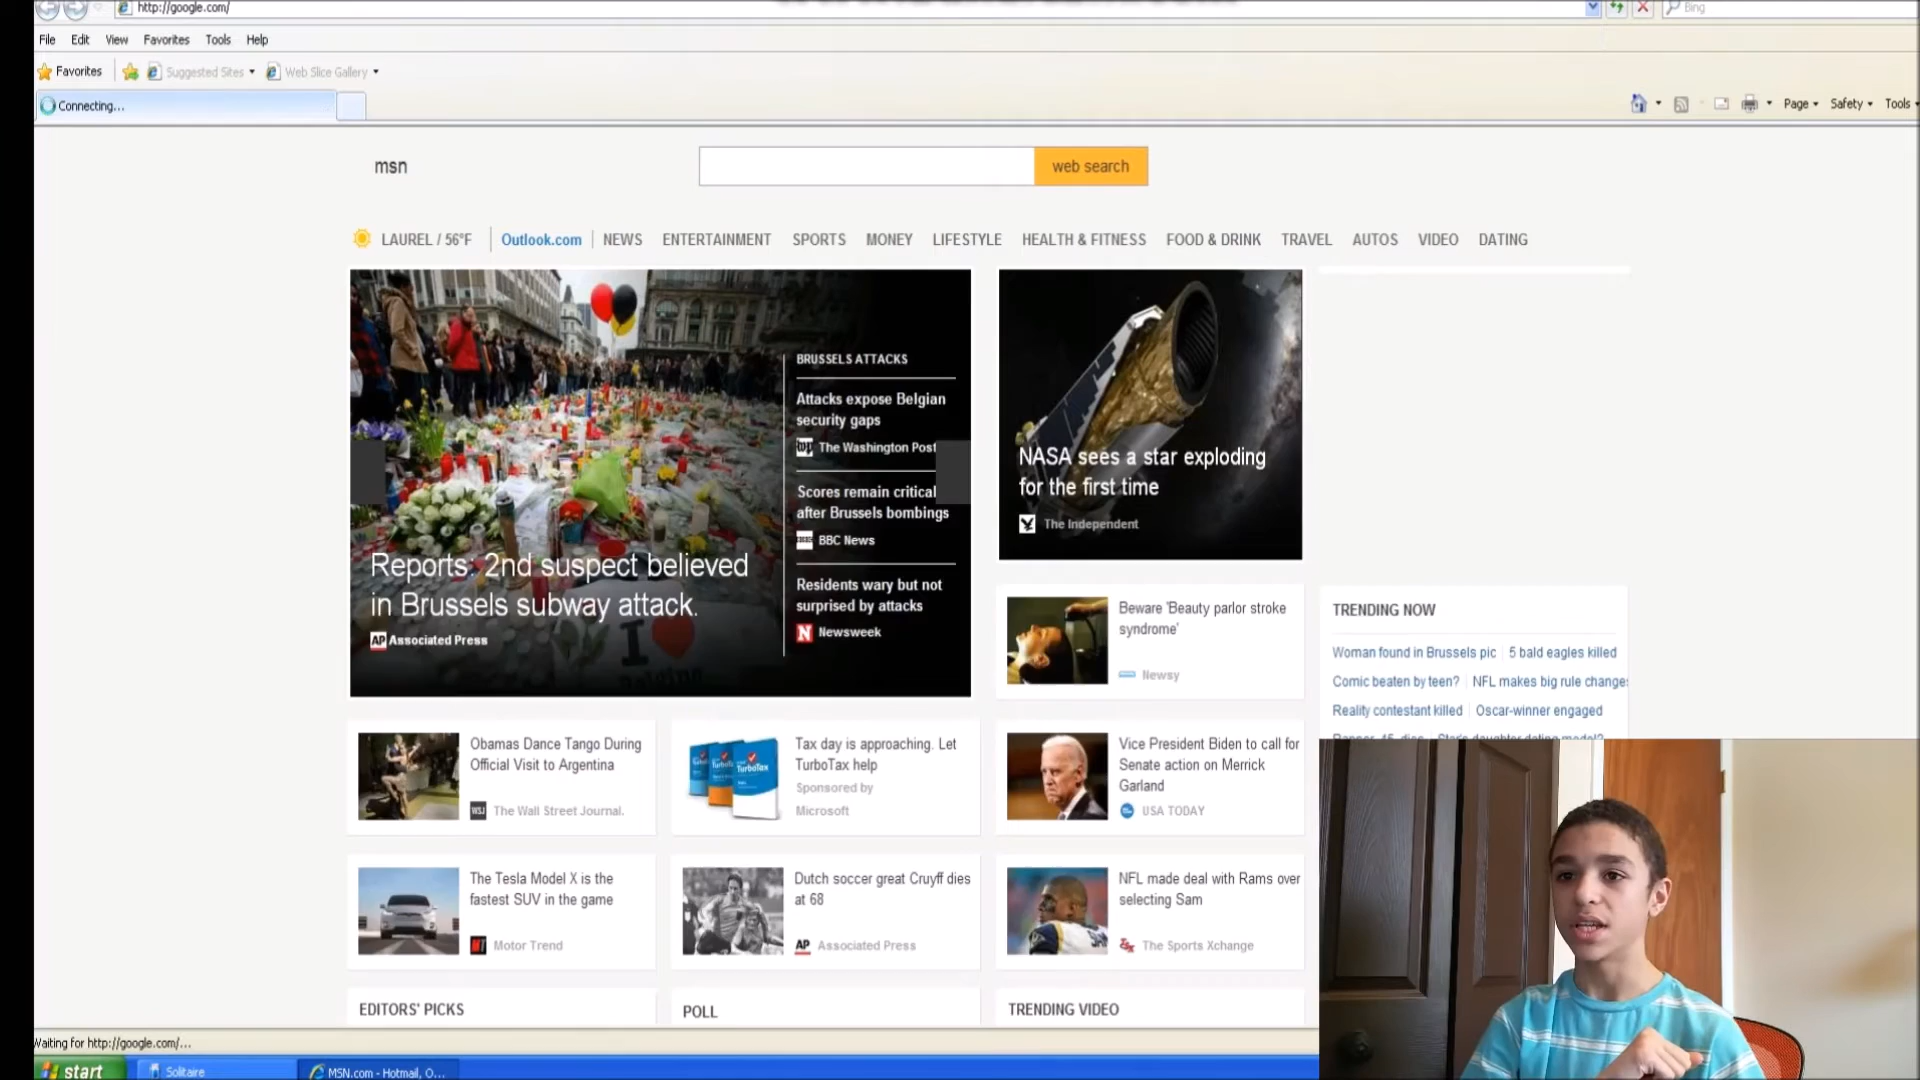 http://google.com/
Bing
File Edit View Favorites Tools Help
Favorites Suggested Sites Web Slice Gallery
Connecting...
Page Safety Tools
msn
web search
LAUREL / 56°F Outlook.com NEWS ENTERTAINMENT SPORTS MONEY LIFESTYLE HEALTH & FITNESS FOOD & DRINK TRAVEL AUTOS VIDEO DATING
Reports: 2nd suspect believed
in Brussels subway attack.
AP Associated Press
BRUSSELS ATTACKS
Attacks expose Belgian
security gaps
wp The Washington Post
Scores remain critical
after Brussels bombings
BBC BBC News
Residents wary but not
surprised by attacks
N Newsweek
I
NASA sees a star exploding
for the first time
The Independent
Beware 'Beauty parlor stroke
syndrome'
Newsy
TRENDING NOW
Woman found in Brussels pic 5 bald eagles killed
Comic beaten by teen? NFL makes big rule changes
Reality contestant killed Oscar-winner engaged
Obamas Dance Tango During
Official Visit to Argentina
WSJ The Wall Street Journal.
TurboTax
Tax day is approaching. Let
TurboTax help
Sponsored by
Microsoft
Vice President Biden to call for
Senate action on Merrick
Garland
USA TODAY
The Tesla Model X is the
fastest SUV in the game
MT Motor Trend
Dutch soccer great Cruyff dies
at 68
AP Associated Press
NFL made deal with Rams over
selecting Sam
The Sports Xchange
EDITORS' PICKS
POLL
TRENDING VIDEO
Waiting for http://google.com/...
start Solitaire MSN.com - Hotmail, O...